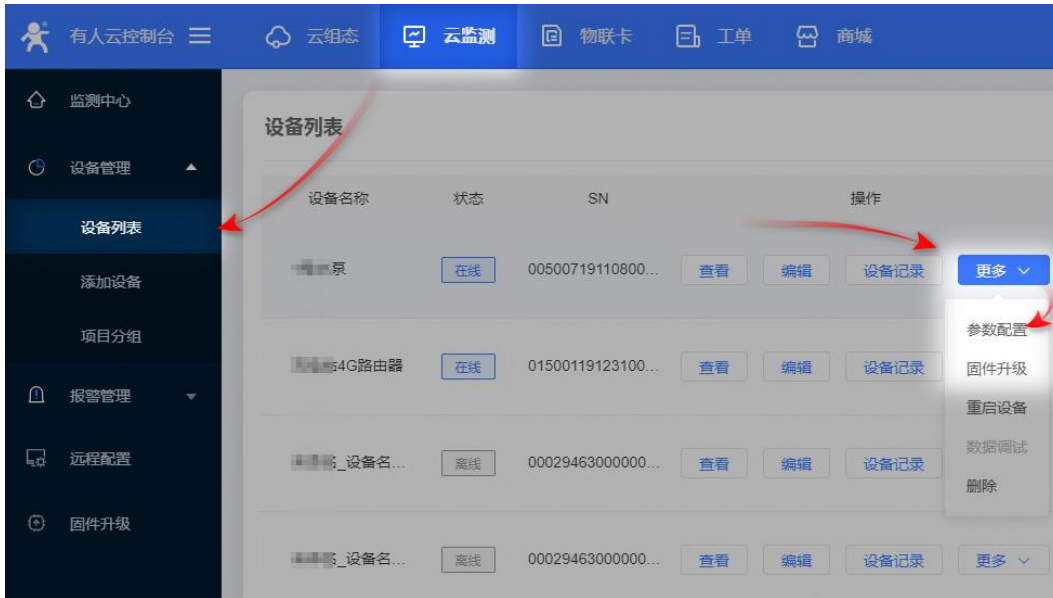 有人云控制台 云组态 云监测 物联卡 工单 商城
监测中心
设备管理
设备列表
添加设备
项目分组
报警管理
远程配置
固件升级
设备列表
设备名称 状态 SN 操作
泵 在线 00500719110800... 查看 编辑 设备记录 更多
4G路由器 在线 01500119123100... 查看 编辑 设备记录
_设备名... 离线 00029463000000... 查看 编辑 设备记录
_设备名... 离线 00029463000000... 查看 编辑 设备记录 更多
参数配置
固件升级
重启设备
数据调试
删除